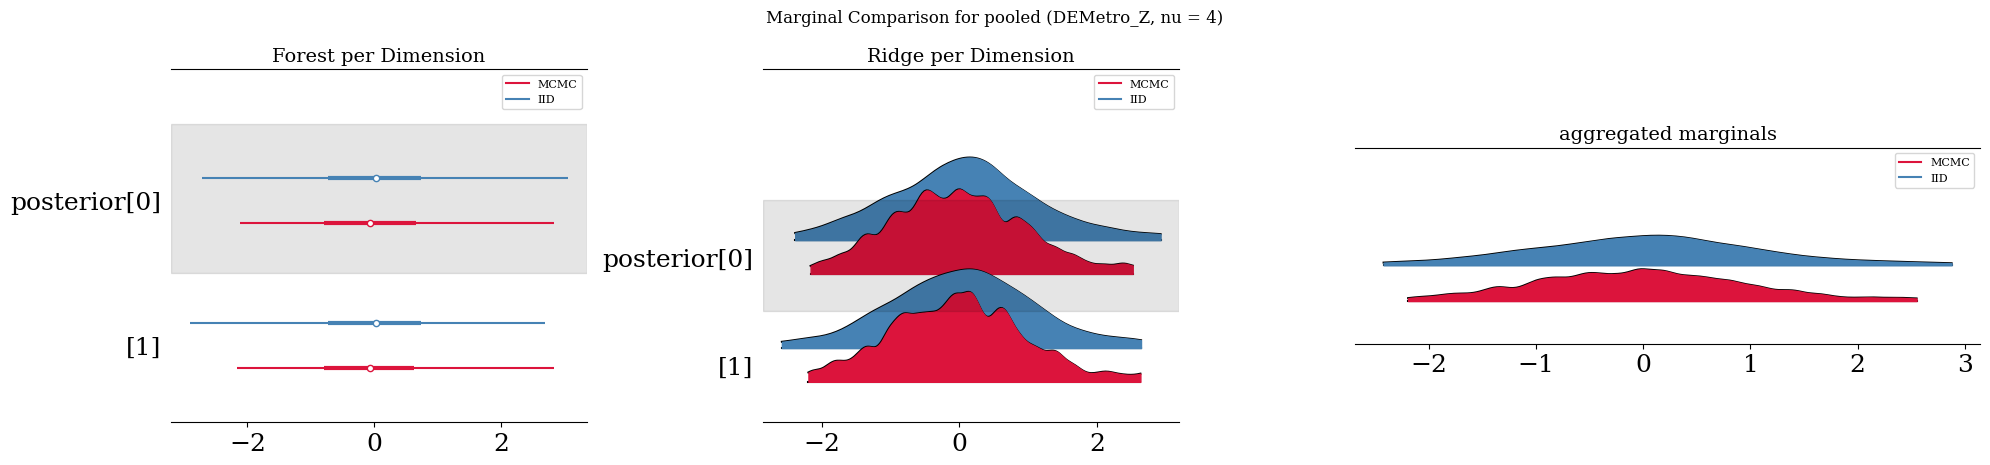 Marginal Comparison for pooled (DEMetro_Z, nu = 4)
Forest per Dimension
MCMC
IID
posterior[0]
[1]
−2 0 2
Ridge per Dimension
MCMC
IID
posterior[0]
[1]
−2 0 2
aggregated marginals
MCMC
IID
−2 −1 0 1 2 3